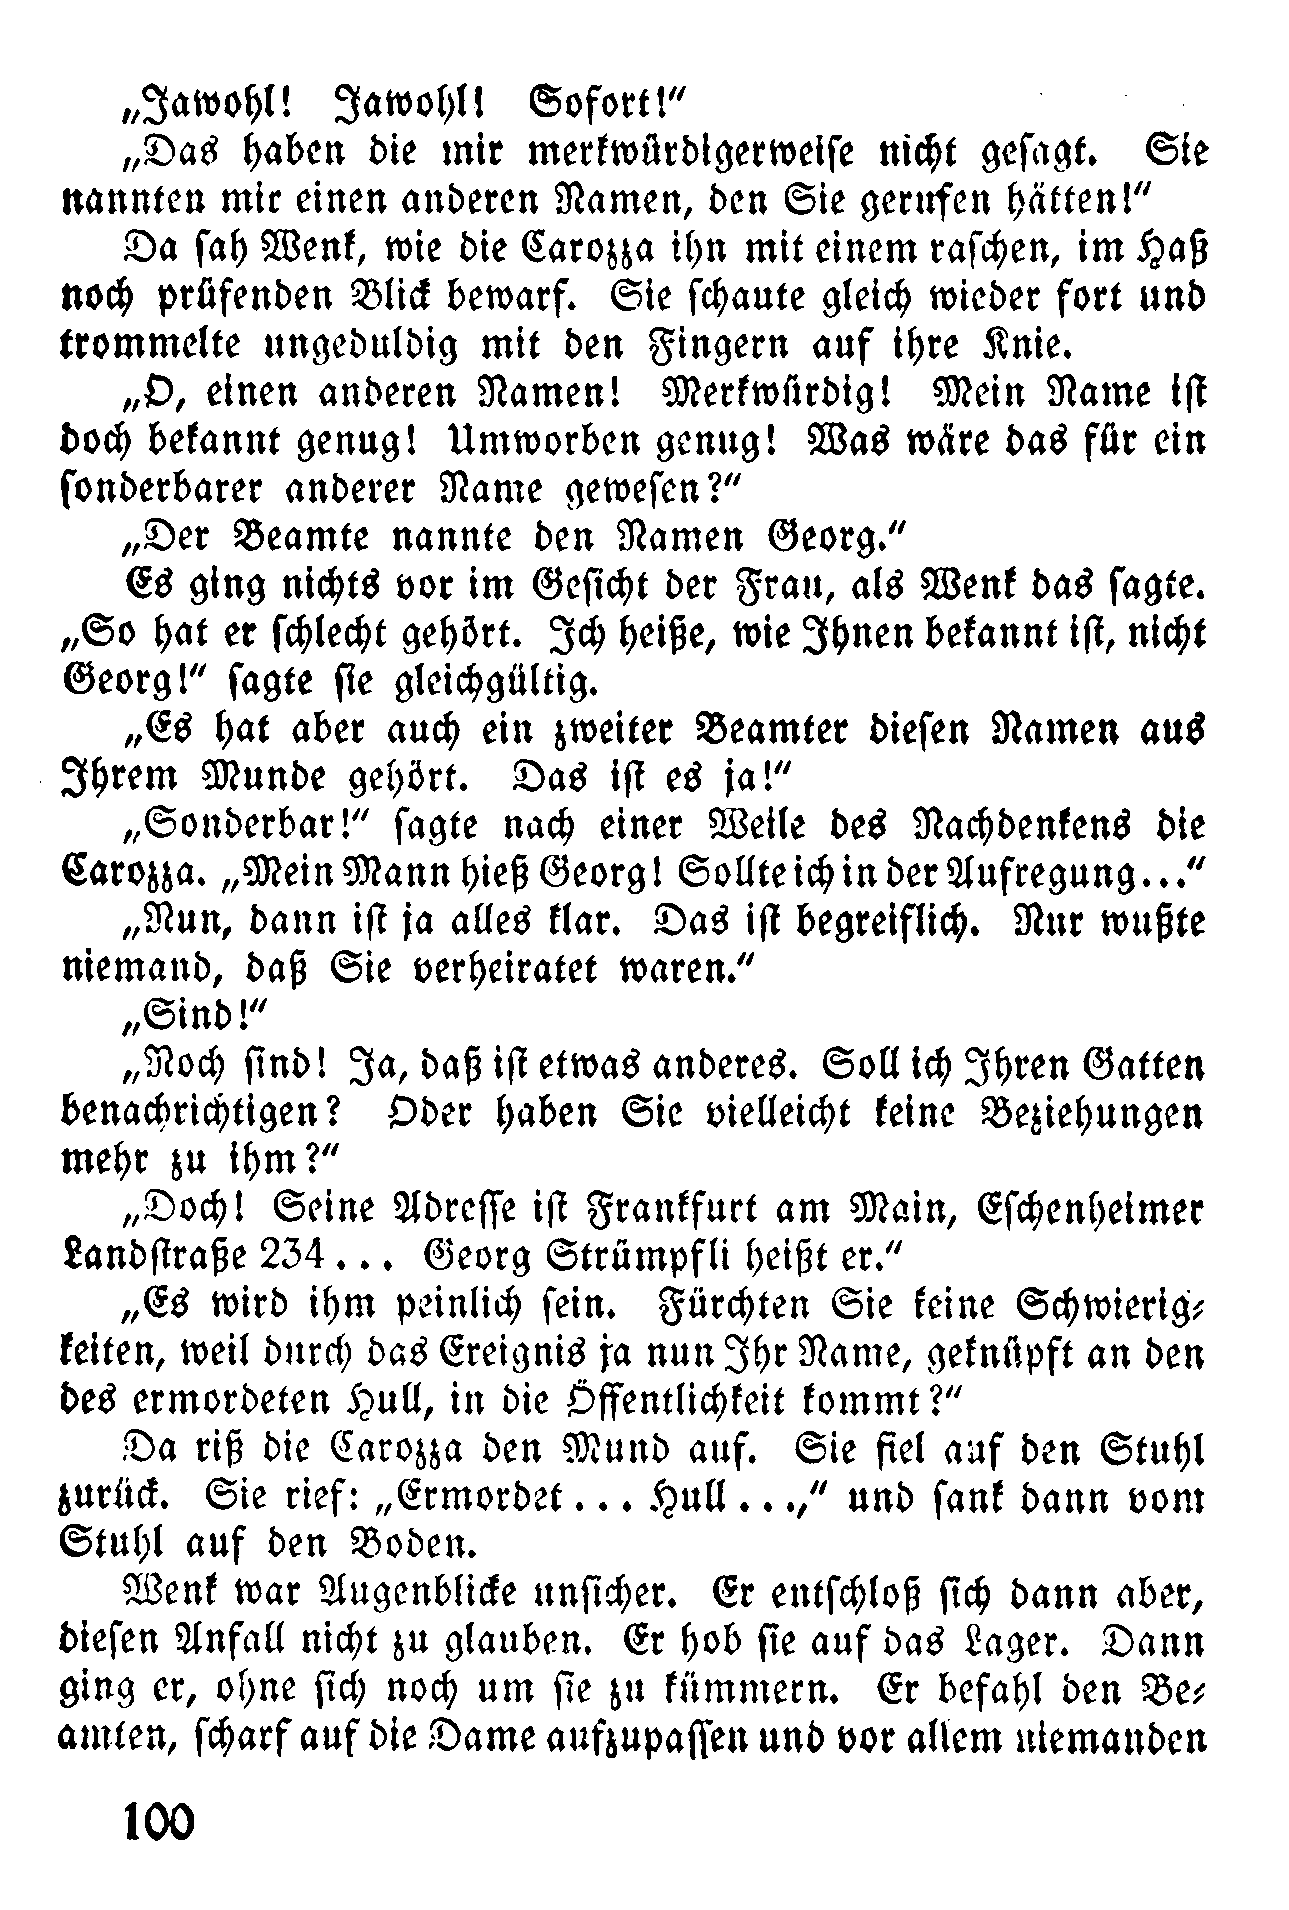 „Jawohl! Jawohl! Sofort!“
„Das haben die mir merkwürdigerweise nicht gesagt. Sie
nannten mir einen anderen Namen, den Sie gerufen hätten!“
Da sah Wenk, wie die Carozza ihn mit einem raschen, im Haß
noch prüfenden Blick bewarf. Sie schaute gleich wieder fort und
trommelte ungeduldig mit den Fingern auf ihre Knie.
„O, einen anderen Namen! Merkwürdig! Mein Name ist
doch bekannt genug! Umworben genug! Was wäre das für ein
sonderbarer anderer Name gewesen?“
„Der Beamte nannte den Namen Georg.“
Es ging nichts vor im Gesicht der Frau, als Wenk das sagte.
„So hat er schlecht gehört. Ich heiße, wie Ihnen bekannt ist, nicht
Georg!“ sagte sie gleichgültig.
„Es hat aber auch ein zweiter Beamter diesen Namen aus
Ihrem Munde gehört. Das ist es ja!“
„Sonderbar!“ sagte nach einer Weile des Nachdenkens die
Carozza. „Mein Mann hieß Georg! Sollte ich in der Aufregung...“
„Nun, dann ist ja alles klar. Das ist begreiflich. Nur wußte
niemand, daß Sie verheiratet waren.“
„Sind!“
„Noch sind! Ja, daß ist etwas anderes. Soll ich Ihren Gatten
benachrichtigen? Oder haben Sie vielleicht keine Beziehungen
mehr zu ihm?“
„Doch! Seine Adresse ist Frankfurt am Main, Eschenheimer
Landstraße 234... Georg Strümpfli heißt er.“
„Es wird ihm peinlich sein. Fürchten Sie keine Schwierig-
keiten, weil durch das Ereignis ja nun Ihr Name, geknüpft an den
des ermordeten Hull, in die Öffentlichkeit kommt?“
Da riß die Carozza den Mund auf. Sie fiel auf den Stuhl
zurück. Sie rief: „Ermordet... Hull...,“ und sank dann vom
Stuhl auf den Boden.
Wenk war Augenblicke unsicher. Er entschloß sich dann aber,
diesen Anfall nicht zu glauben. Er hob sie auf das Lager. Dann
ging er, ohne sich noch um sie zu kümmern. Er befahl den Be-
amten, scharf auf die Dame aufzupassen und vor allem niemanden
100